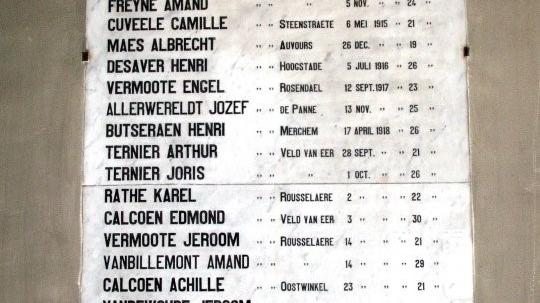 FREYNE AMAND „ „ „ 5 NOV. „ „ 24 „
CUVEELE CAMILLE „ „ STEENSTRAETE 6 MEI 1915 „ 21 „
MAES ALBRECHT „ „ AUVOURS 26 DEC. „ „ 19 „
DESAVER HENRI „ „ HOOGSTADE 5 JULI 1916 „ 26 „
VERMOOTE ENGEL „ „ ROSENDAEL 12 SEPT. 1917 „ 23 „
ALLERWERELDT JOZEF „ „ DE PANNE 13 NOV. „ „ 25 „
BUTSERAEN HENRI „ „ MERCHEM 17 APRIL 1918 „ 26 „
TERNIER ARTHUR „ „ VELD VAN EER 28 SEPT. „ „ 21 „
TERNIER JORIS „ „ „ 1 OCT. „ „ 26 „
RATHE KAREL „ „ ROUSSELAERE 2 „ „ „ 22 „
CALCOEN EDMOND „ „ VELD VAN EER 3 „ „ „ 30 „
VERMOOTE JEROOM „ „ ROUSSELAERE 14 „ „ „ 21 „
VANBILLEMONT AMAND „ „ „ 14 „ „ „ 29 „
CALCOEN ACHILLE „ „ OOSTWINKEL 23 „ „ „ 21 „
VANDEWOUDE JEROOM